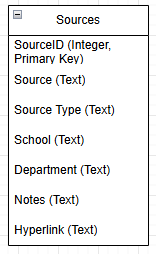 Sources
SourceID (Integer,
Primary Key)
Source (Text)
Source Type (Text)
School (Text)
Department (Text)
Notes (Text)
Hyperlink (Text)